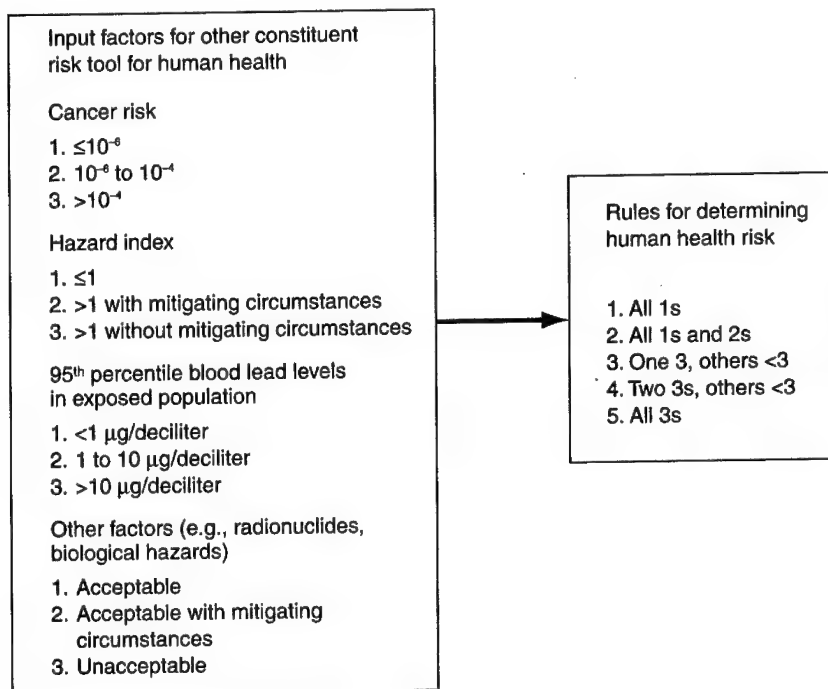 Input factors for other constituent
risk tool for human health
Cancer risk
1. ≤10⁻⁶
2. 10⁻⁶ to 10⁻⁴
3. >10⁻⁴
Hazard index
1. ≤1
2. >1 with mitigating circumstances
3. >1 without mitigating circumstances
95th percentile blood lead levels
in exposed population
1. <1 µg/deciliter
2. 1 to 10 µg/deciliter
3. >10 µg/deciliter
Other factors (e.g., radionuclides,
biological hazards)
1. Acceptable
2. Acceptable with mitigating
circumstances
3. Unacceptable
Rules for determining
human health risk
1. All 1s
2. All 1s and 2s
3. One 3, others <3
4. Two 3s, others <3
5. All 3s